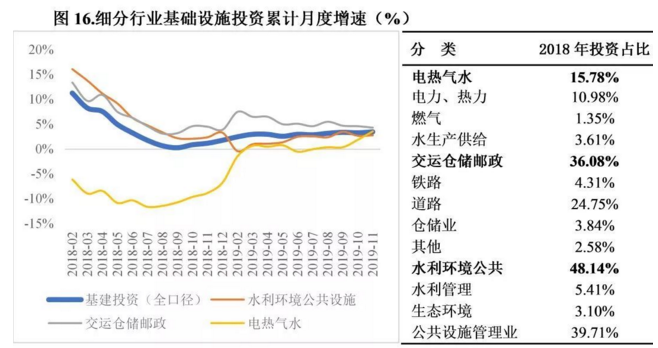 图 16.细分行业基础设施投资累计月度增速（%）
20%
15%
10%
5%
0%
-5%
-10%
-15%
2018-02
2018-03
2018-04
2018-05
2018-06
2018-07
2018-08
2018-09
2018-10
2018-11
2018-12
2019-02
2019-03
2019-04
2019-05
2019-06
2019-07
2019-08
2019-09
2019-10
2019-11
基建投资（全口径） 水利环境公共设施
交运仓储邮政 电热气水
分 类 2018 年投资占比
电热气水 15.78%
电力、热力 10.98%
燃气 1.35%
水生产供给 3.61%
交运仓储邮政 36.08%
铁路 4.31%
道路 24.75%
仓储业 3.84%
其他 2.58%
水利环境公共 48.14%
水利管理 5.41%
生态环境 3.10%
公共设施管理业 39.71%